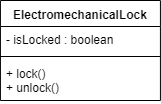 ElectromechanicalLock
- isLocked : boolean
+ lock()
+ unlock()